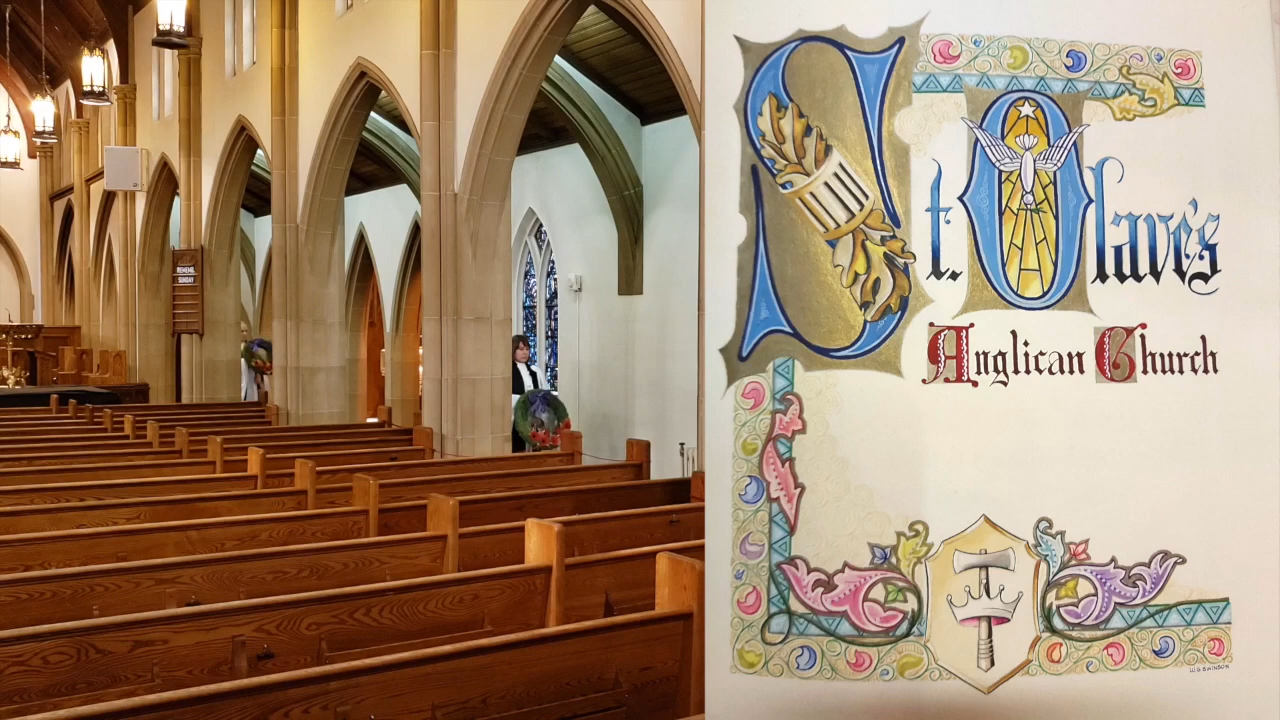 REMEMB.
SUNDAY
St. Olave's
Anglican Church
W.G. SWINSON